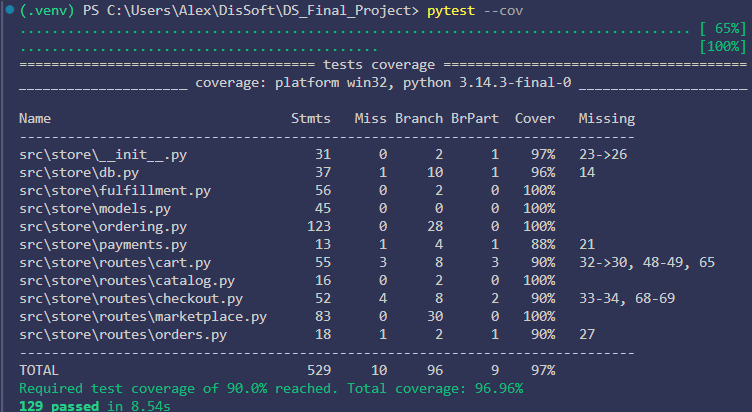 (.venv) PS C:\Users\Alex\DisSoft\DS_Final_Project> pytest --cov
..................................................................................... [ 65%]
............................................. [100%]
===================================== tests coverage ======================================
_____________________ coverage: platform win32, python 3.14.3-final-0 _____________________
Name Stmts Miss Branch BrPart Cover Missing
-----------------------------------------------------------------------------
src\store\__init__.py 31 0 2 1 97% 23->26
src\store\db.py 37 1 10 1 96% 14
src\store\fulfillment.py 56 0 2 0 100%
src\store\models.py 45 0 0 0 100%
src\store\ordering.py 123 0 28 0 100%
src\store\payments.py 13 1 4 1 88% 21
src\store\routes\cart.py 55 3 8 3 90% 32->30, 48-49, 65
src\store\routes\catalog.py 16 0 2 0 100%
src\store\routes\checkout.py 52 4 8 2 90% 33-34, 68-69
src\store\routes\marketplace.py 83 0 30 0 100%
src\store\routes\orders.py 18 1 2 1 90% 27
-----------------------------------------------------------------------------
TOTAL 529 10 96 9 97%
Required test coverage of 90.0% reached. Total coverage: 96.96%
129 passed in 8.54s